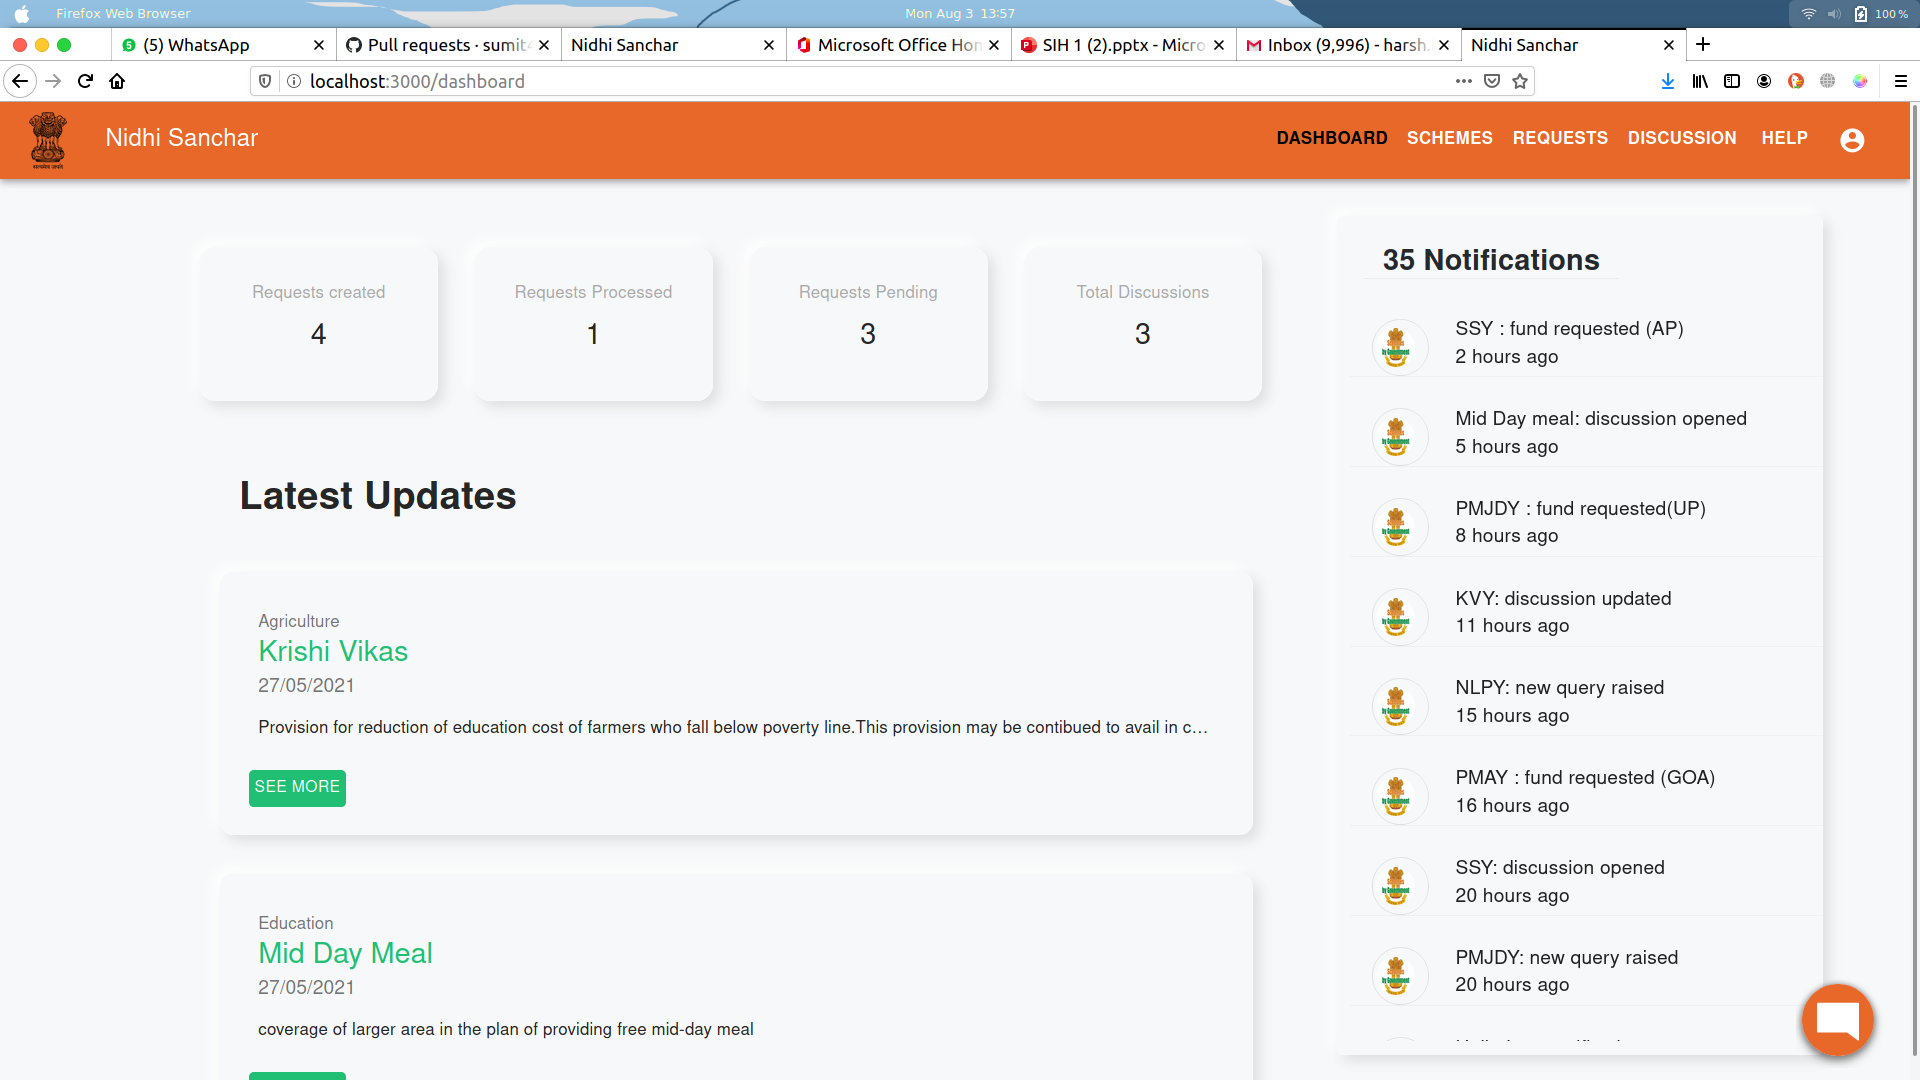 Firefox Web Browser
Mon Aug 3 13:57
100 %
(5) WhatsApp
Pull requests · sumit
Nidhi Sanchar
Microsoft Office Hon
SIH 1 (2).pptx - Micro
Inbox (9,996) - harsh.
Nidhi Sanchar
localhost:3000/dashboard
Nidhi Sanchar
DASHBOARD
SCHEMES
REQUESTS
DISCUSSION
HELP
Requests created
4
Requests Processed
1
Requests Pending
3
Total Discussions
3
Latest Updates
Agriculture
Krishi Vikas
27/05/2021
Provision for reduction of education cost of farmers who fall below poverty line.This provision may be contibued to avail in c...
SEE MORE
Education
Mid Day Meal
27/05/2021
coverage of larger area in the plan of providing free mid-day meal
35 Notifications
SSY : fund requested (AP)
2 hours ago
Mid Day meal: discussion opened
5 hours ago
PMJDY : fund requested(UP)
8 hours ago
KVY: discussion updated
11 hours ago
NLPY: new query raised
15 hours ago
PMAY : fund requested (GOA)
16 hours ago
SSY: discussion opened
20 hours ago
PMJDY: new query raised
20 hours ago